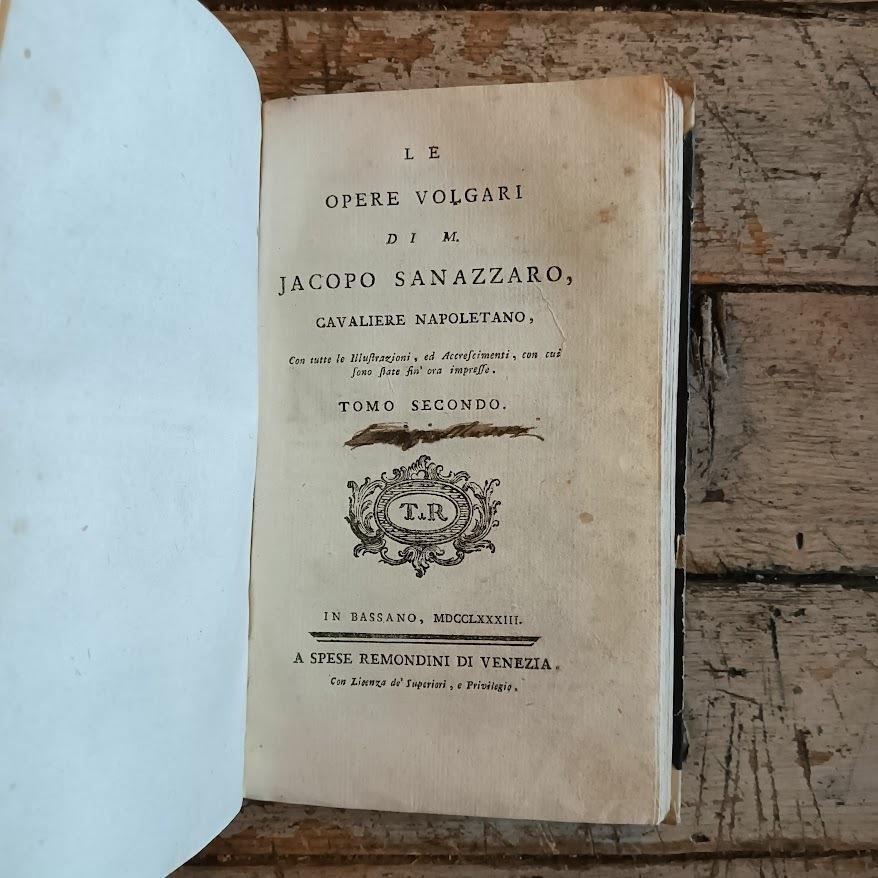 LE
OPERE VOLGARI
DI M.
JACOPO SANAZZARO,
CAVALIERE NAPOLETANO,
Con tutte le Illuſtrazioni, ed Accreſcimenti, con cui
ſono ſtate fin' ora impreſſe.
TOMO SECONDO.
T.R
IN BASSANO, MDCCLXXXIII.
A SPESE REMONDINI DI VENEZIA.
Con Licenza de' Superiori, e Privilegio.